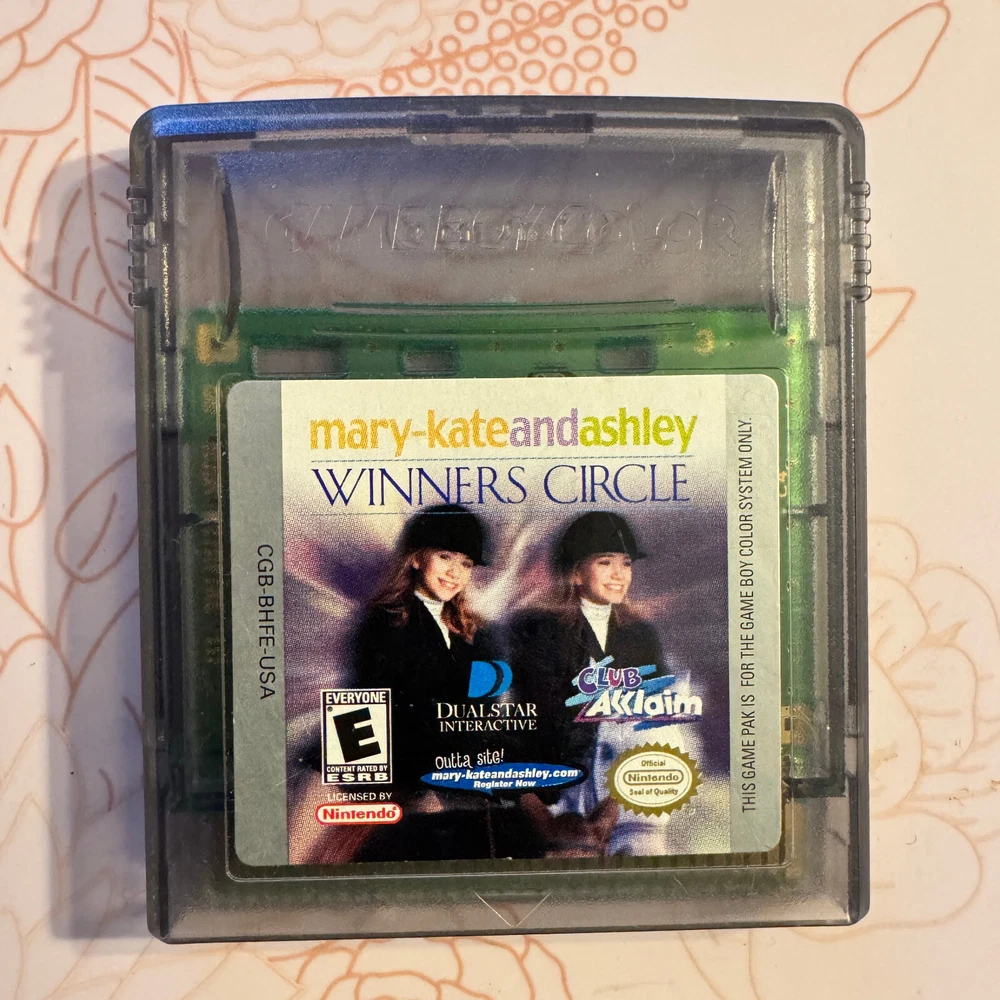 GAME BOY COLOR
mary-kateandashley
WINNERS CIRCLE
CGB-BHFE-USA
THIS GAME PAK IS FOR THE GAME BOY COLOR SYSTEM ONLY.
DUALSTAR
INTERACTIVE
CLUB
AKKlaim
outta site!
mary-kateandashley.com
Register Now
EVERYONE
E
CONTENT RATED BY
ESRB
LICENSED BY
Nintendo
Official
Nintendo
Seal of Quality